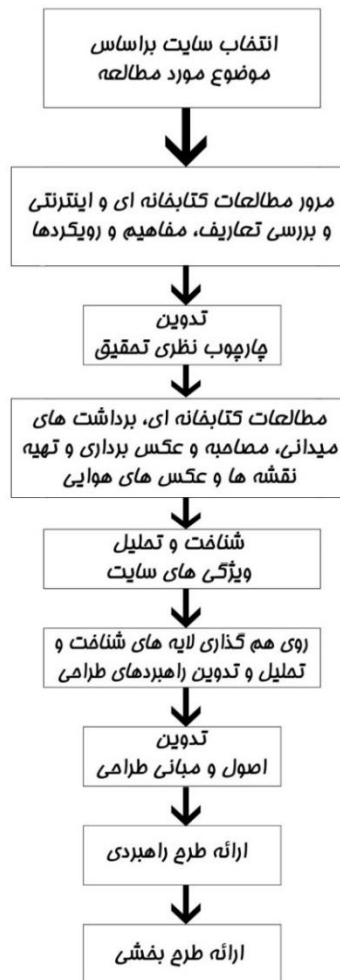 انتخاب سایت براساس
موضوع مورد مطالعه
مرور مطالعات کتابخانه ای و اینترنتی
و بررسی تعاریف، مفاهیم و رویکردها
تدوین
چارچوب نظری تحقیق
مطالعات کتابخانه ای، برداشت های
میدانی، مصاحبه و عکس برداری و تهیه
نقشه ها و عکس های هوایی
شناخت و تحلیل
ویژگی های سایت
روی هم گذاری لایه های شناخت و
تحلیل و تدوین راهبردهای طراحی
تدوین
اصول و مبانی طراحی
ارائه طرح راهبردی
ارائه طرح بخشی